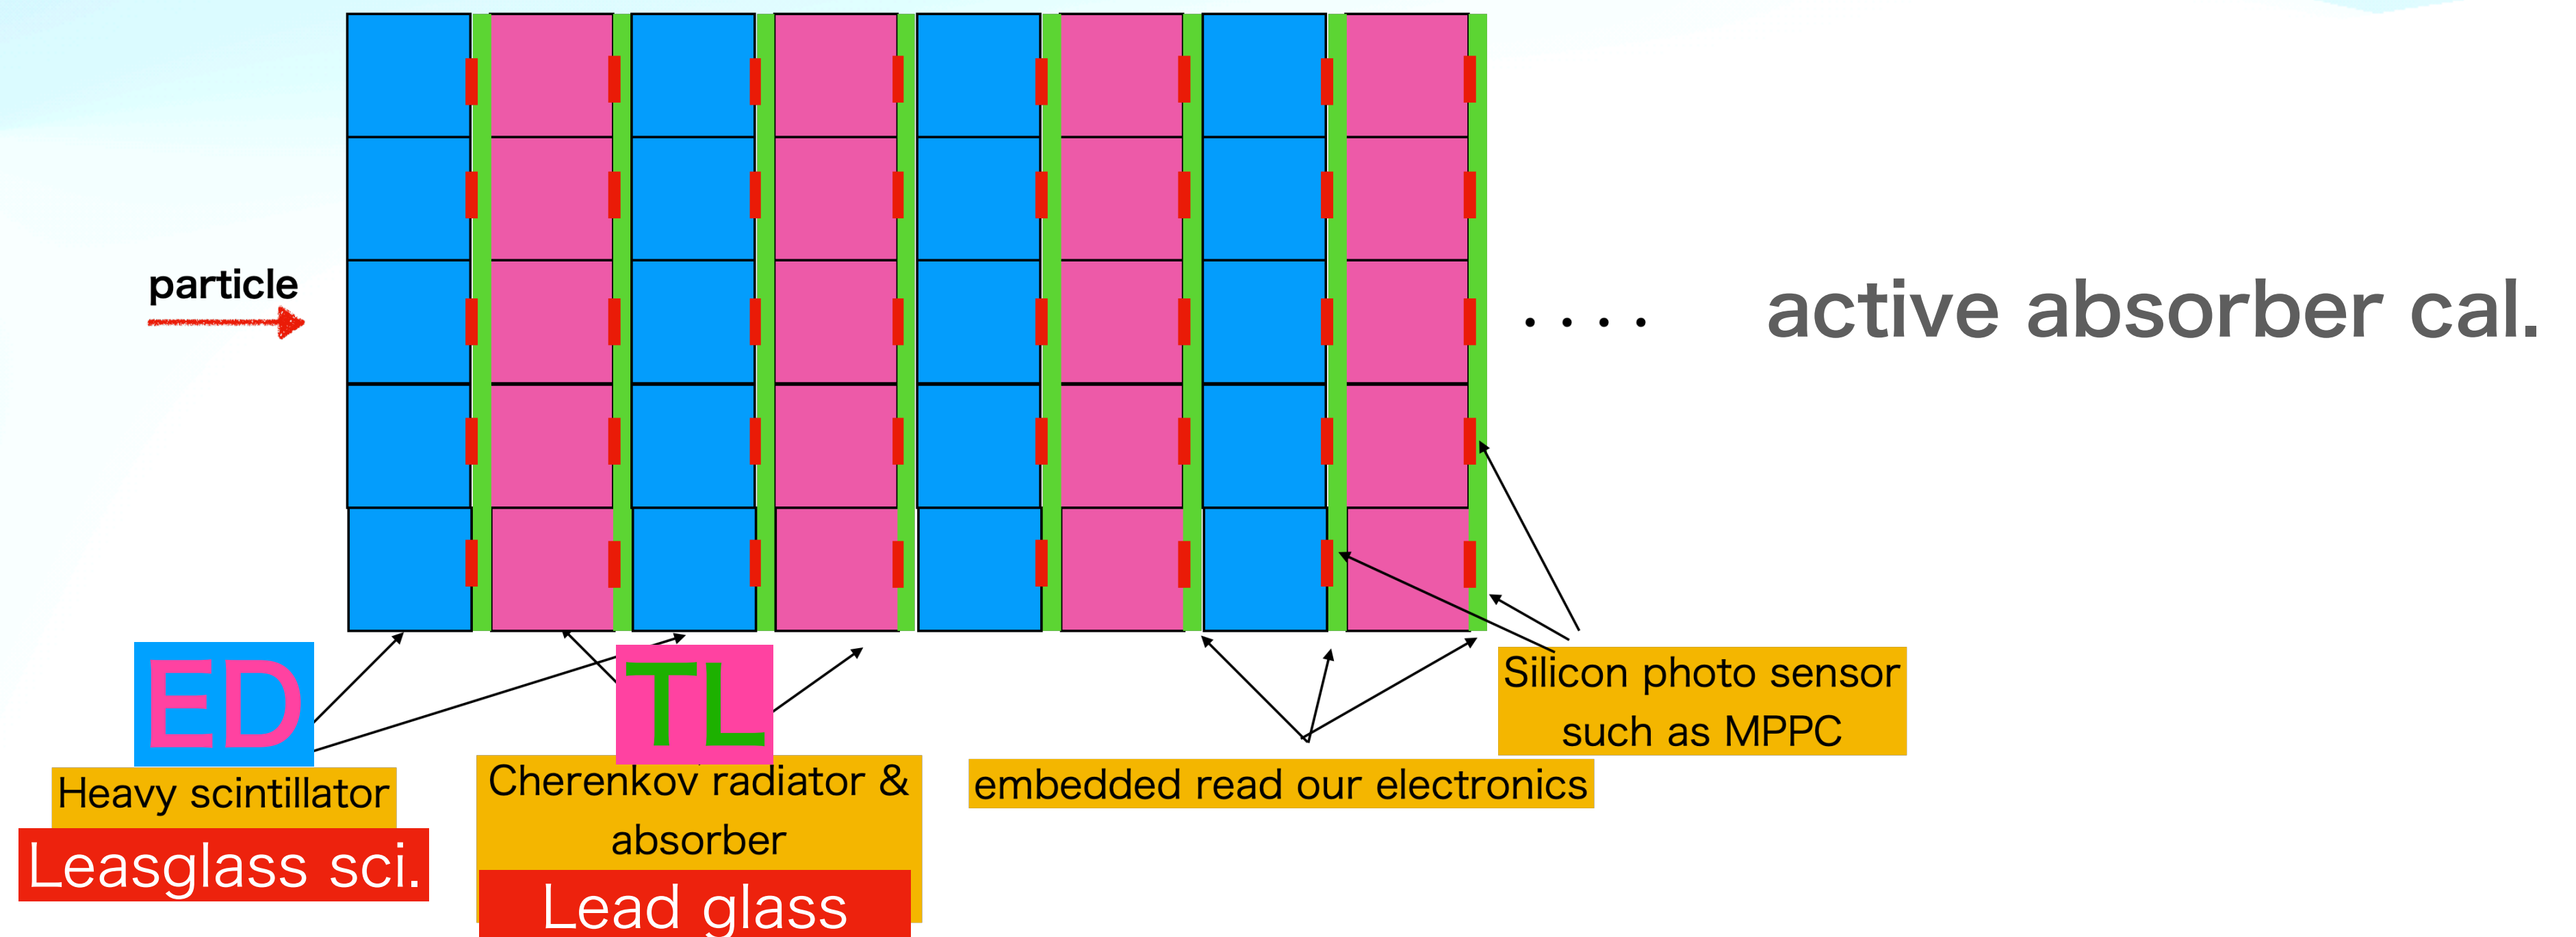 particle
. . . .
active absorber cal.
ED
Heavy scintillator
Leasglass sci.
TL
Cherenkov radiator &
absorber
Lead glass
embedded read our electronics
Silicon photo sensor
such as MPPC